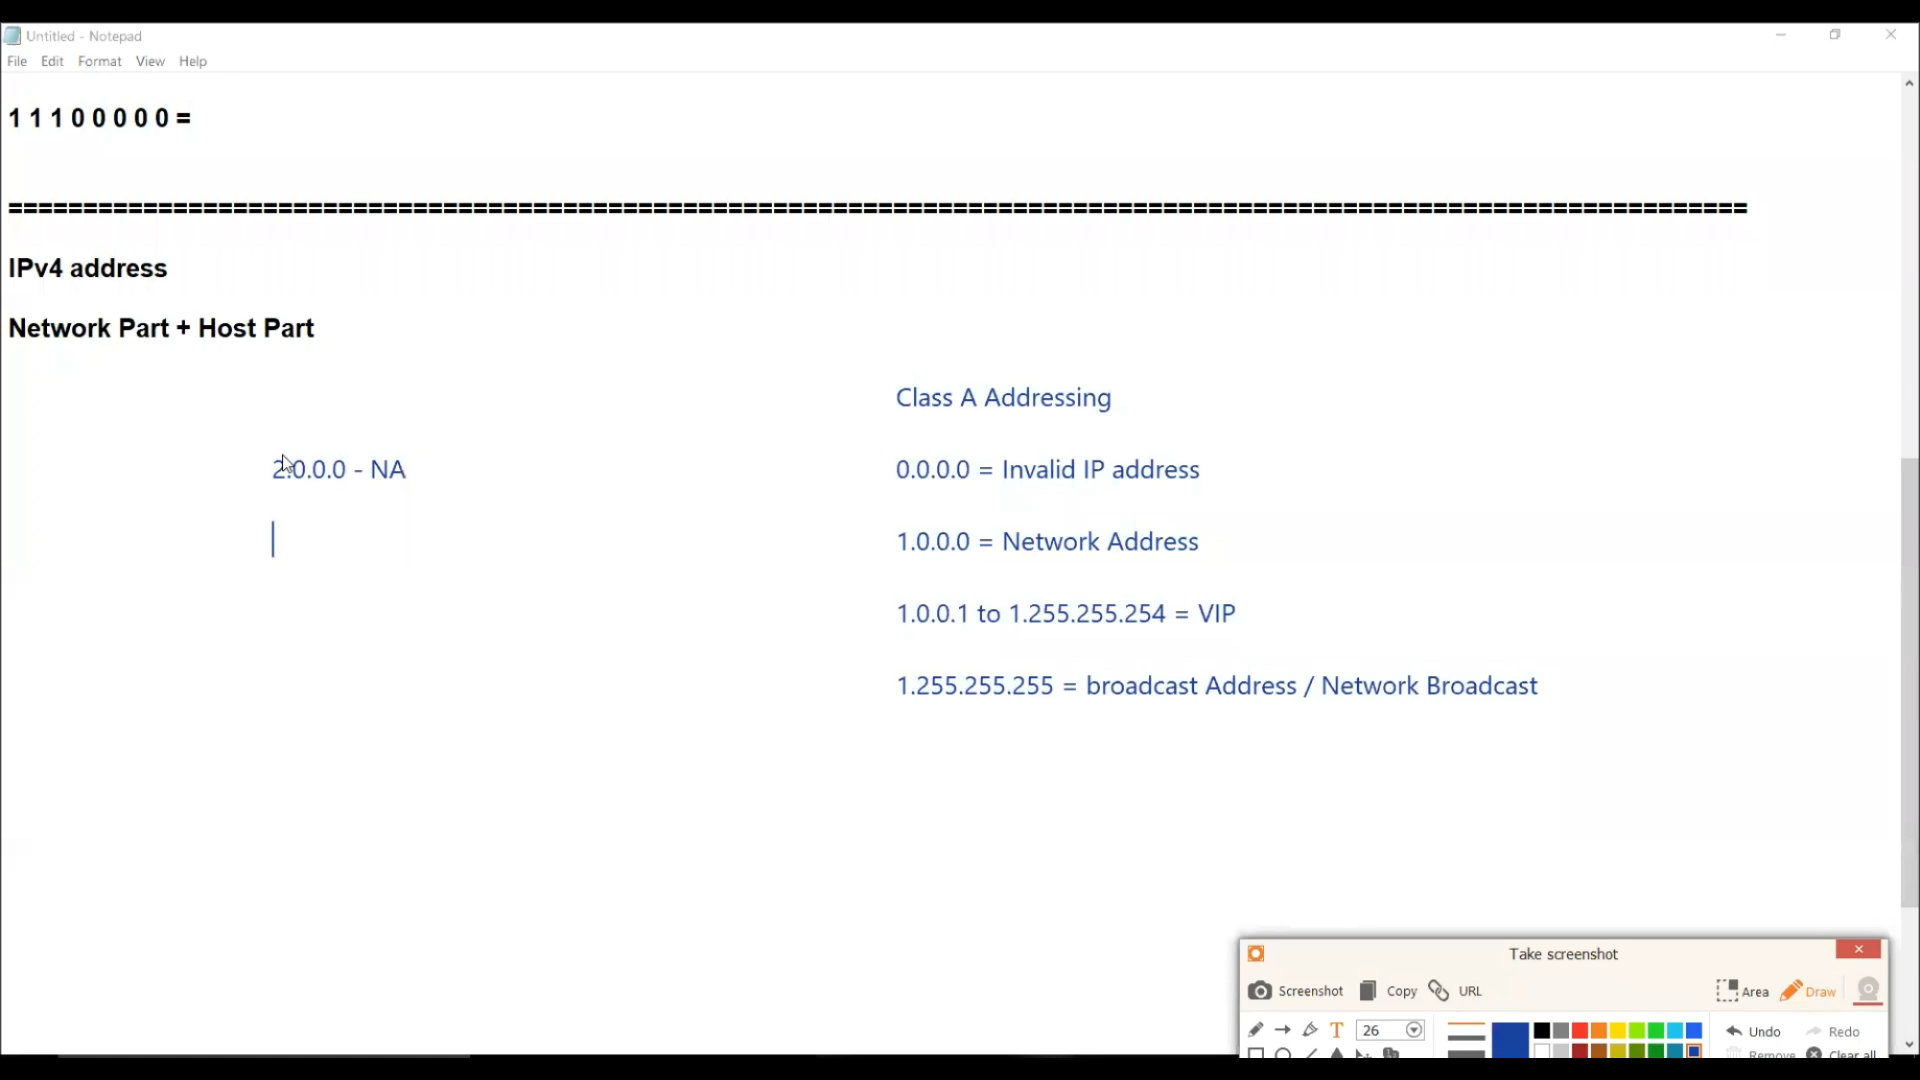 Untitled - Notepad
File Edit Format View Help
1 1 1 0 0 0 0 0 =
====================================================================================================================
IPv4 address
Network Part + Host Part
Class A Addressing
2.0.0.0 - NA
0.0.0.0 = Invalid IP address
1.0.0.0 = Network Address
1.0.0.1 to 1.255.255.254 = VIP
1.255.255.255 = broadcast Address / Network Broadcast
Take screenshot
Screenshot Copy URL Area Draw
T 26 Undo Redo
Remove Clear all